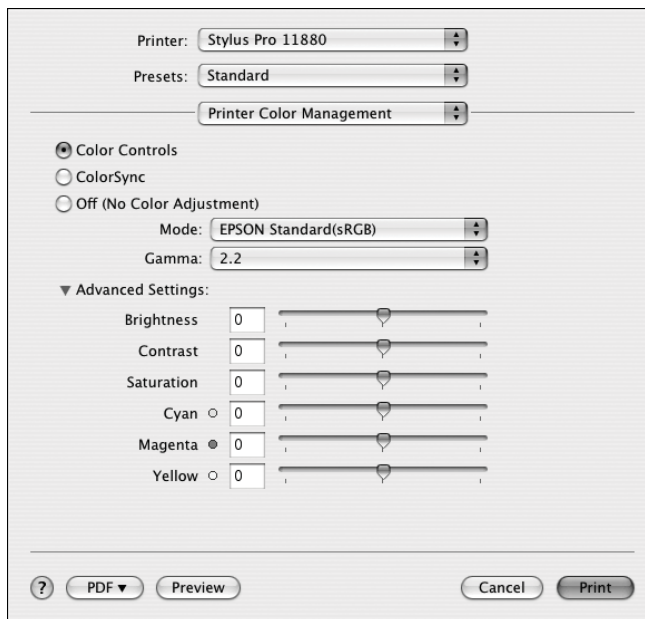 Printer: Stylus Pro 11880
Presets: Standard
Printer Color Management
Color Controls
ColorSync
Off (No Color Adjustment)
Mode: EPSON Standard(sRGB)
Gamma: 2.2
Advanced Settings:
Brightness 0
Contrast 0
Saturation 0
Cyan 0
Magenta 0
Yellow 0
? PDF Preview Cancel Print